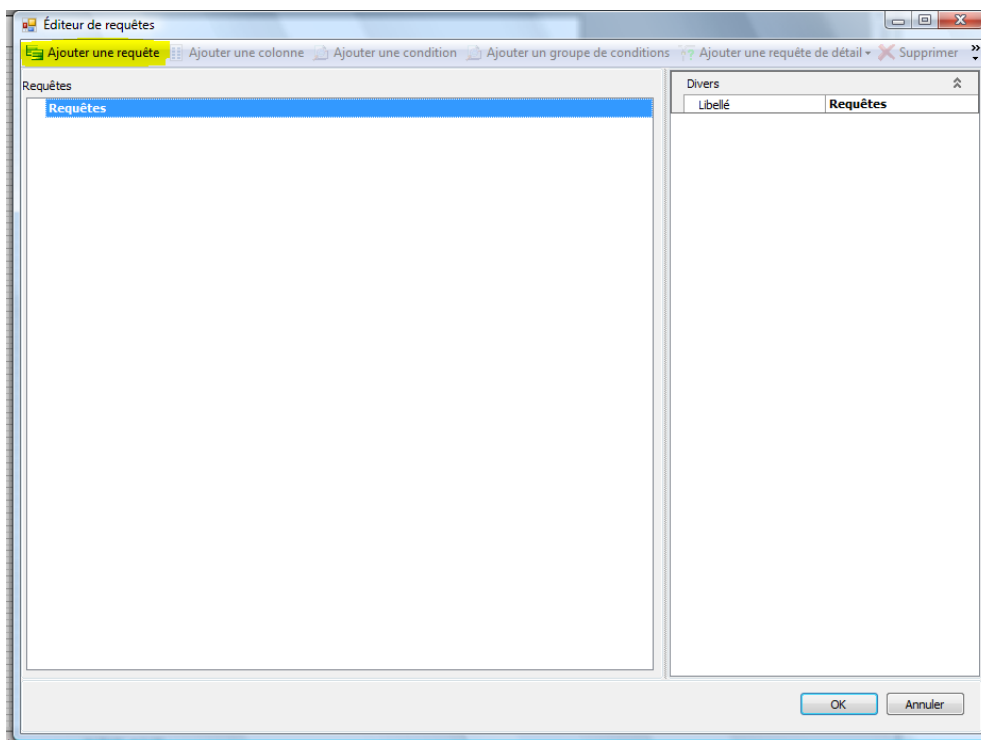 Éditeur de requêtes
Ajouter une requête Ajouter une colonne Ajouter une condition Ajouter un groupe de conditions Ajouter une requête de détail Supprimer
Requêtes
Requêtes
Divers
Libellé Requêtes
OK Annuler